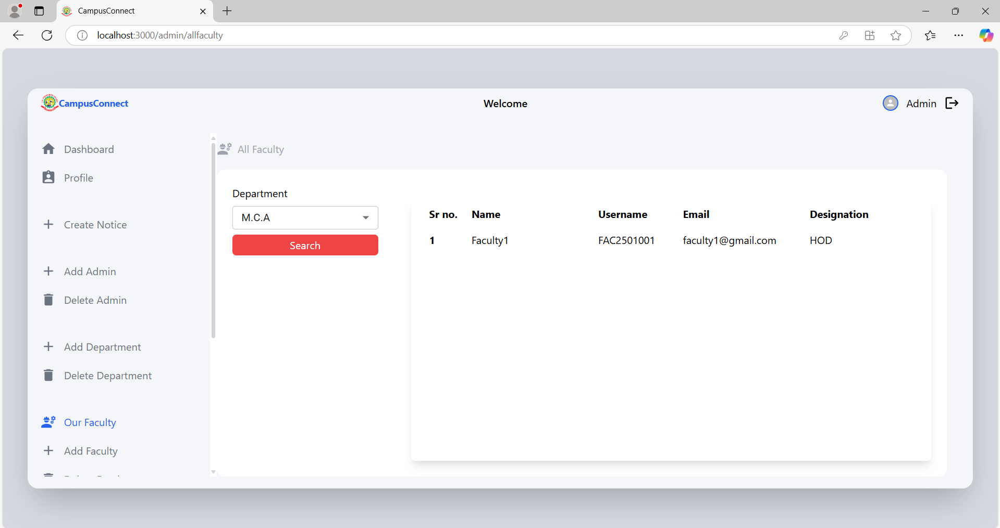 CampusConnect
localhost:3000/admin/allfaculty
CampusConnect
Welcome
Admin
Dashboard
Profile
Create Notice
Add Admin
Delete Admin
Add Department
Delete Department
Our Faculty
Add Faculty
All Faculty
Department
M.C.A
Search
Sr no. Name Username Email Designation
1 Faculty1 FAC2501001 faculty1@gmail.com HOD